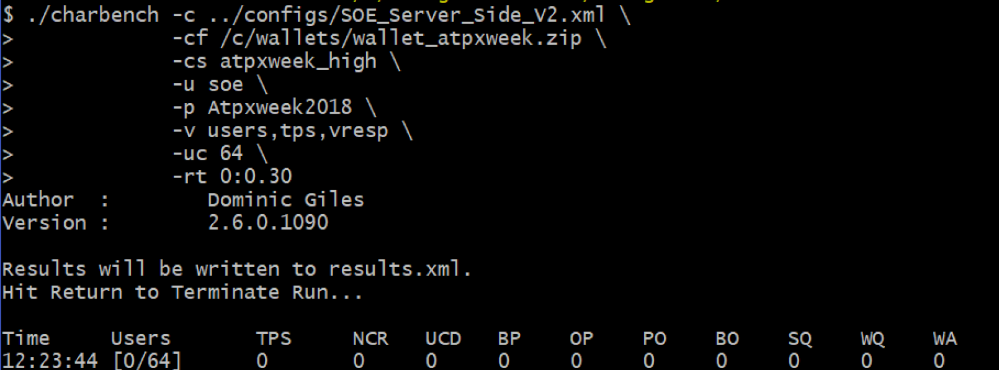 $ ./charbench -c ../configs/SOE_Server_Side_V2.xml \
> -cf /c/wallets/wallet_atpxweek.zip \
> -cs atpxweek_high \
> -u soe \
> -p Atpxweek2018 \
> -v users,tps,vresp \
> -uc 64 \
> -rt 0:0.30
Author : Dominic Giles
Version : 2.6.0.1090
Results will be written to results.xml.
Hit Return to Terminate Run...
Time Users TPS NCR UCD BP OP PO BO SQ WQ WA
12:23:44 [0/64] 0 0 0 0 0 0 0 0 0 0